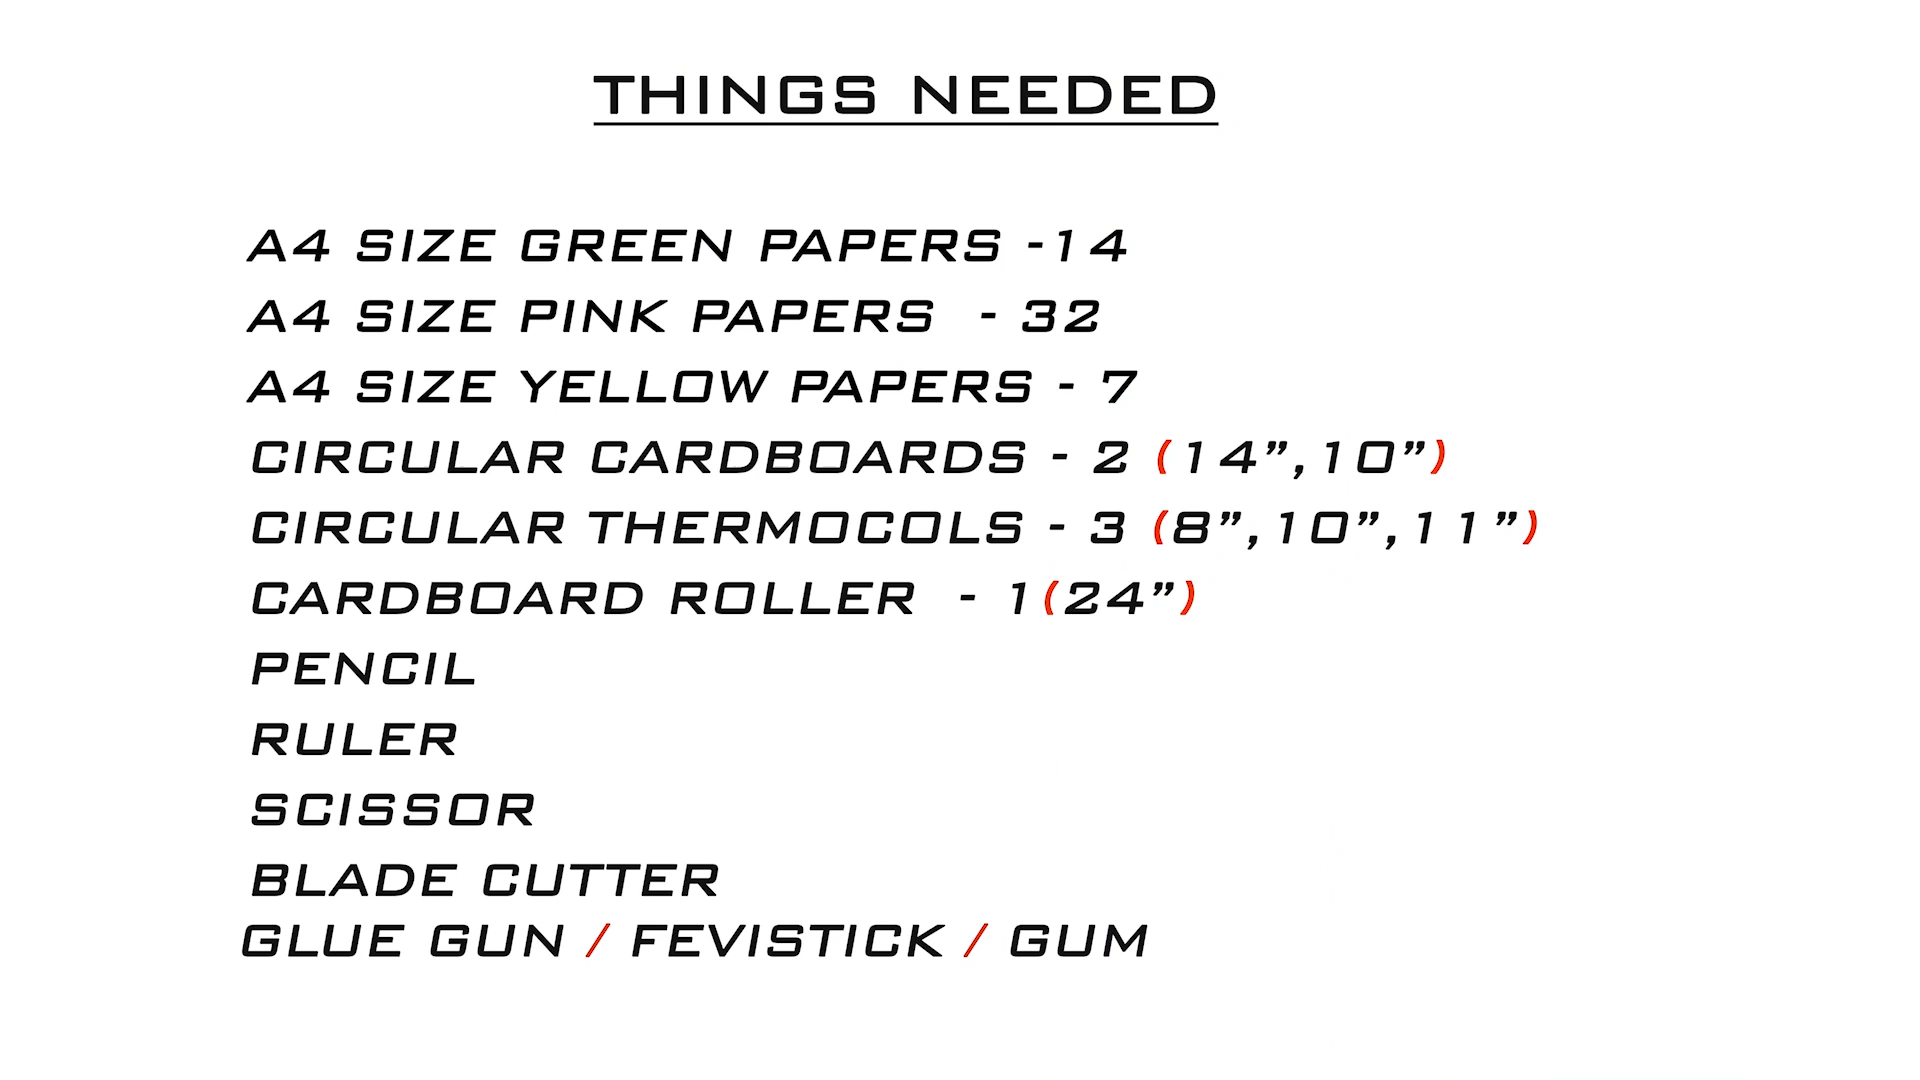 THINGS NEEDED
A4 SIZE GREEN PAPERS -14
A4 SIZE PINK PAPERS - 32
A4 SIZE YELLOW PAPERS - 7
CIRCULAR CARDBOARDS - 2 (14”,10”)
CIRCULAR THERMOCOLS - 3 (8”,10”,11”)
CARDBOARD ROLLER - 1(24”)
PENCIL
RULER
SCISSOR
BLADE CUTTER
GLUE GUN / FEVISTICK / GUM